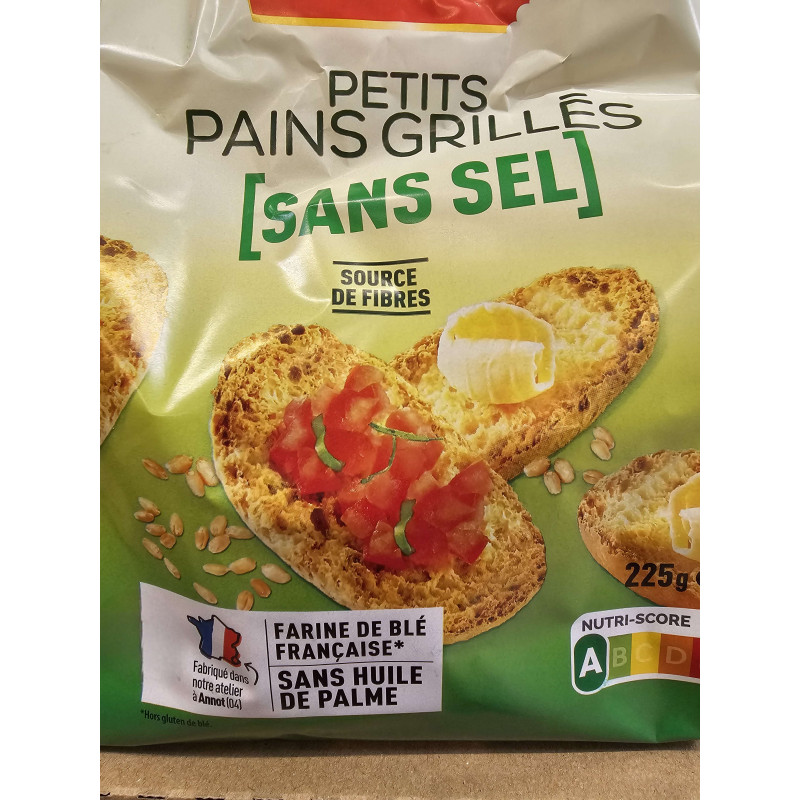 PETITS
PAINS GRILLÉS
[SANS SEL]
SOURCE
DE FIBRES
225g
NUTRI-SCORE
A B C D
FARINE DE BLÉ
FRANÇAISE*
SANS HUILE
DE PALME
Fabriqué dans
notre atelier
à Annot (04)
*Hors gluten de blé.